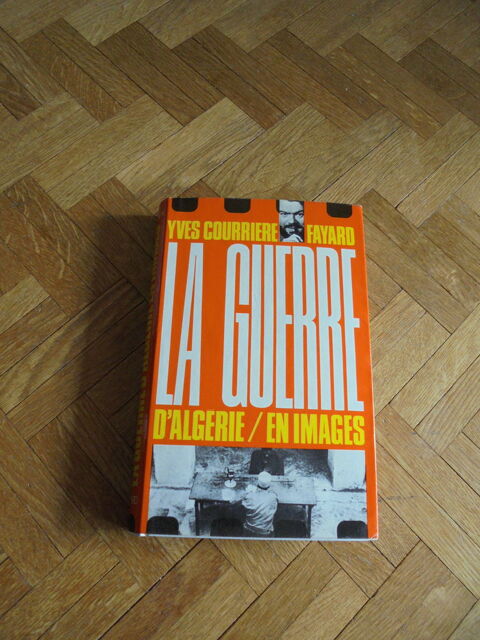 YVES COURRIERE FAYARD
LA GUERRE
D'ALGERIE / EN IMAGES